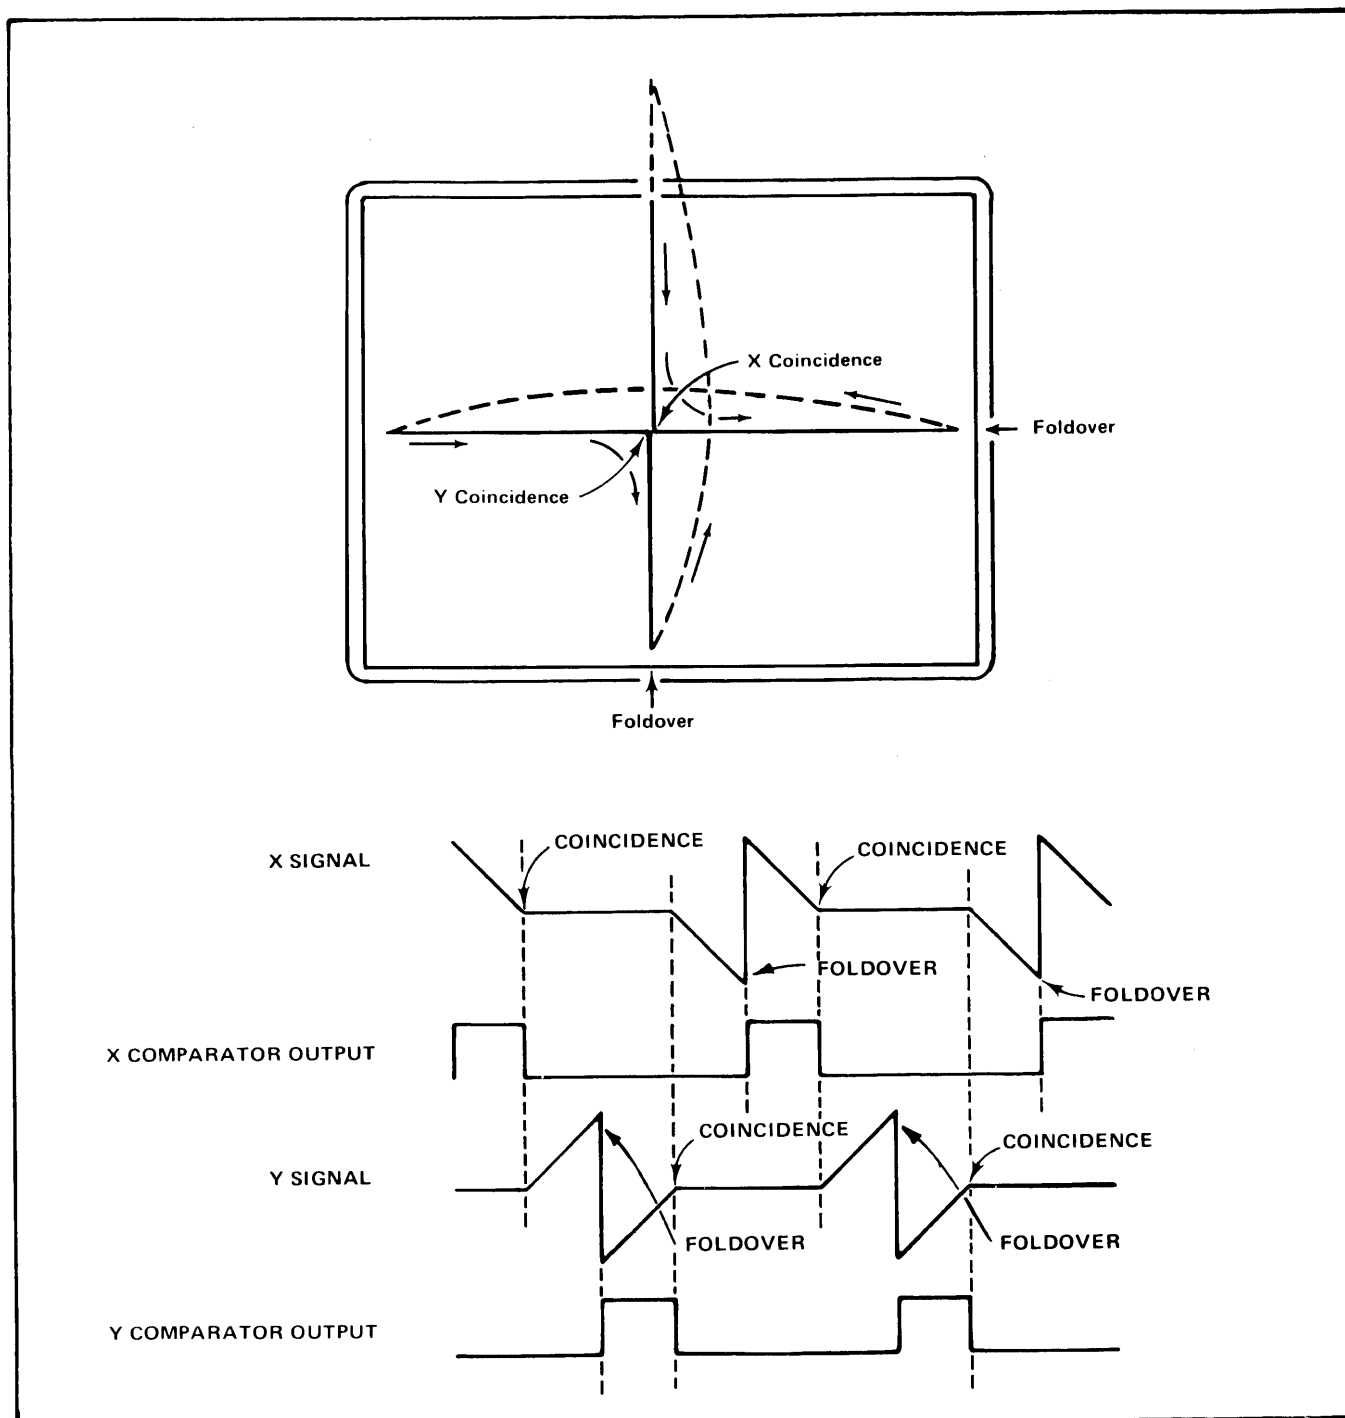 X Coincidence
Foldover
Y Coincidence
Foldover
X SIGNAL
COINCIDENCE
COINCIDENCE
FOLDOVER
FOLDOVER
X COMPARATOR OUTPUT
COINCIDENCE
COINCIDENCE
Y SIGNAL
FOLDOVER
FOLDOVER
Y COMPARATOR OUTPUT